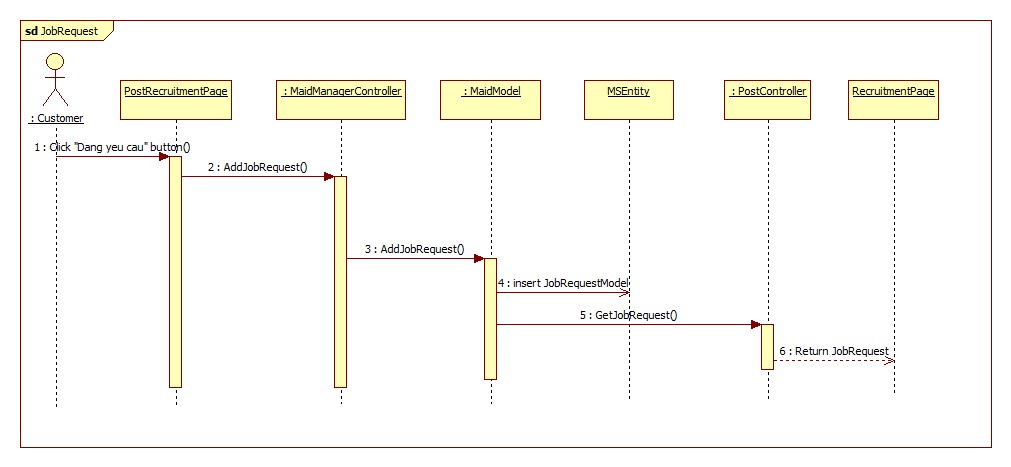 sd JobRequest
: Customer
PostRecruitmentPage
: MaidManagerController
: MaidModel
MSEntity
: PostController
RecruitmentPage
1 : Click "Dang yeu cau" button()
2 : AddJobRequest()
3 : AddJobRequest()
4 : insert JobRequestModel
5 : GetJobRequest()
6 : Return JobRequest